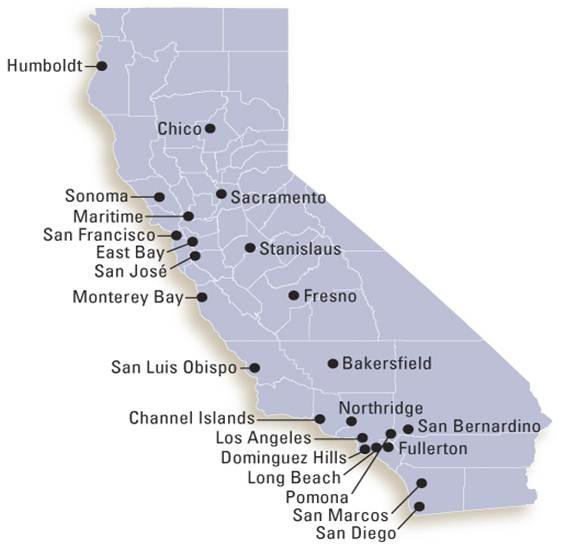 Humboldt
Chico
Sonoma
Sacramento
Maritime
San Francisco
East Bay
Stanislaus
San José
Monterey Bay
Fresno
San Luis Obispo
Bakersfield
Northridge
Channel Islands
San Bernardino
Los Angeles
Fullerton
Dominguez Hills
Long Beach
Pomona
San Marcos
San Diego